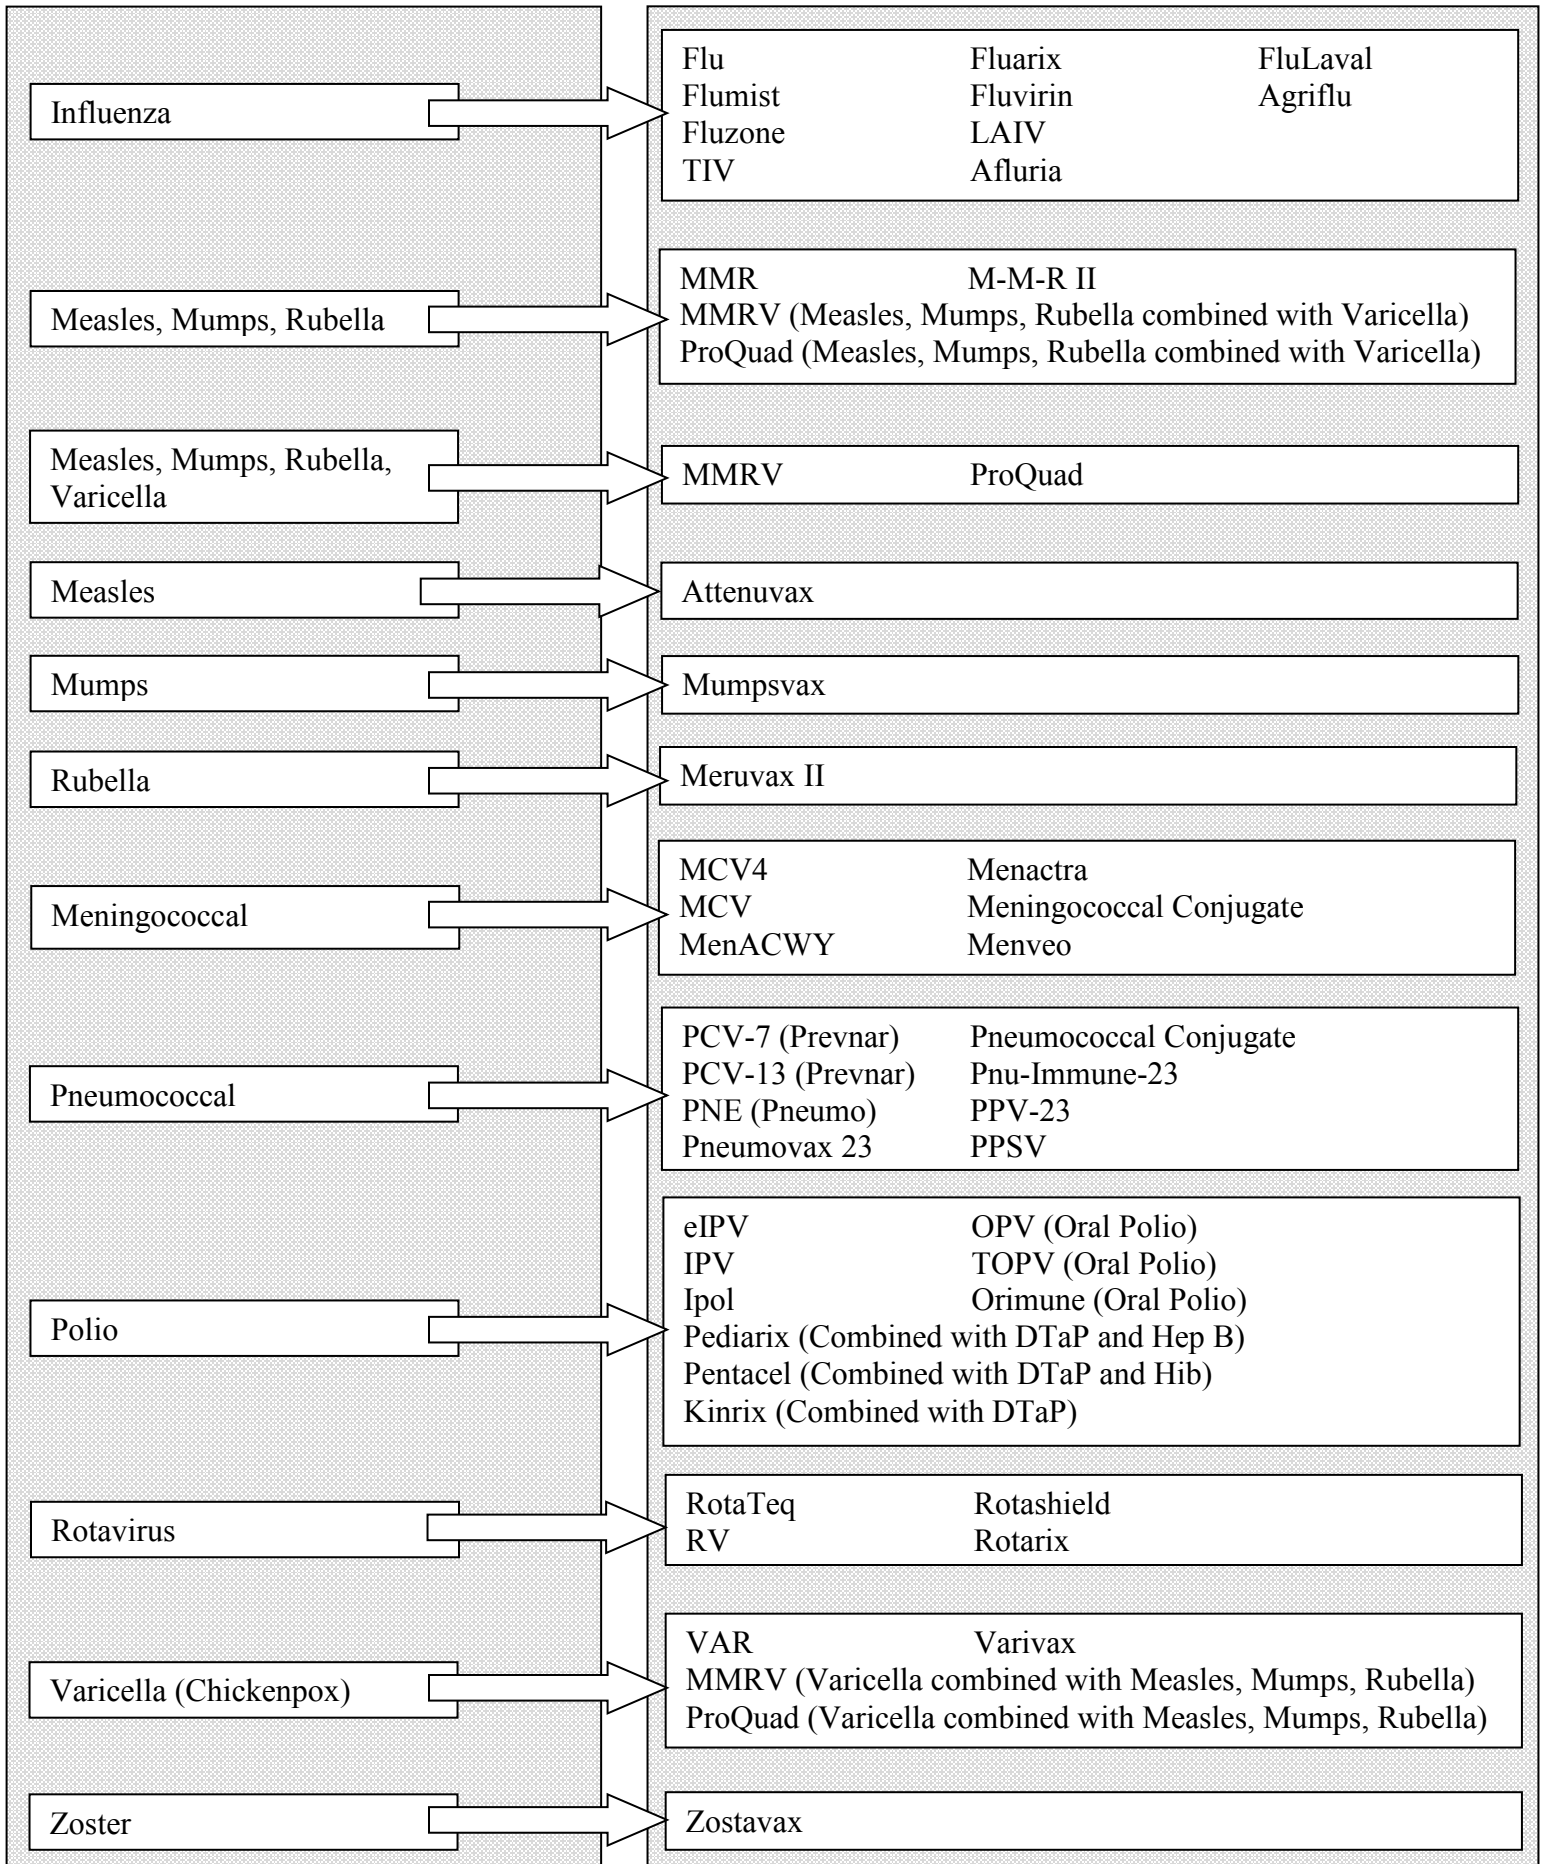 Influenza
Flu Fluarix FluLaval
Flumist Fluvirin Agriflu
Fluzone LAIV
TIV Afluria
Measles, Mumps, Rubella
MMR M-M-R II
MMRV (Measles, Mumps, Rubella combined with Varicella)
ProQuad (Measles, Mumps, Rubella combined with Varicella)
Measles, Mumps, Rubella,
Varicella
MMRV ProQuad
Measles
Attenuvax
Mumps
Mumpsvax
Rubella
Meruvax II
Meningococcal
MCV4 Menactra
MCV Meningococcal Conjugate
MenACWY Menveo
Pneumococcal
PCV-7 (Prevnar) Pneumococcal Conjugate
PCV-13 (Prevnar) Pnu-Immune-23
PNE (Pneumo) PPV-23
Pneumovax 23 PPSV
Polio
eIPV OPV (Oral Polio)
IPV TOPV (Oral Polio)
Ipol Orimune (Oral Polio)
Pediarix (Combined with DTaP and Hep B)
Pentacel (Combined with DTaP and Hib)
Kinrix (Combined with DTaP)
Rotavirus
RotaTeq Rotashield
RV Rotarix
Varicella (Chickenpox)
VAR Varivax
MMRV (Varicella combined with Measles, Mumps, Rubella)
ProQuad (Varicella combined with Measles, Mumps, Rubella)
Zoster
Zostavax